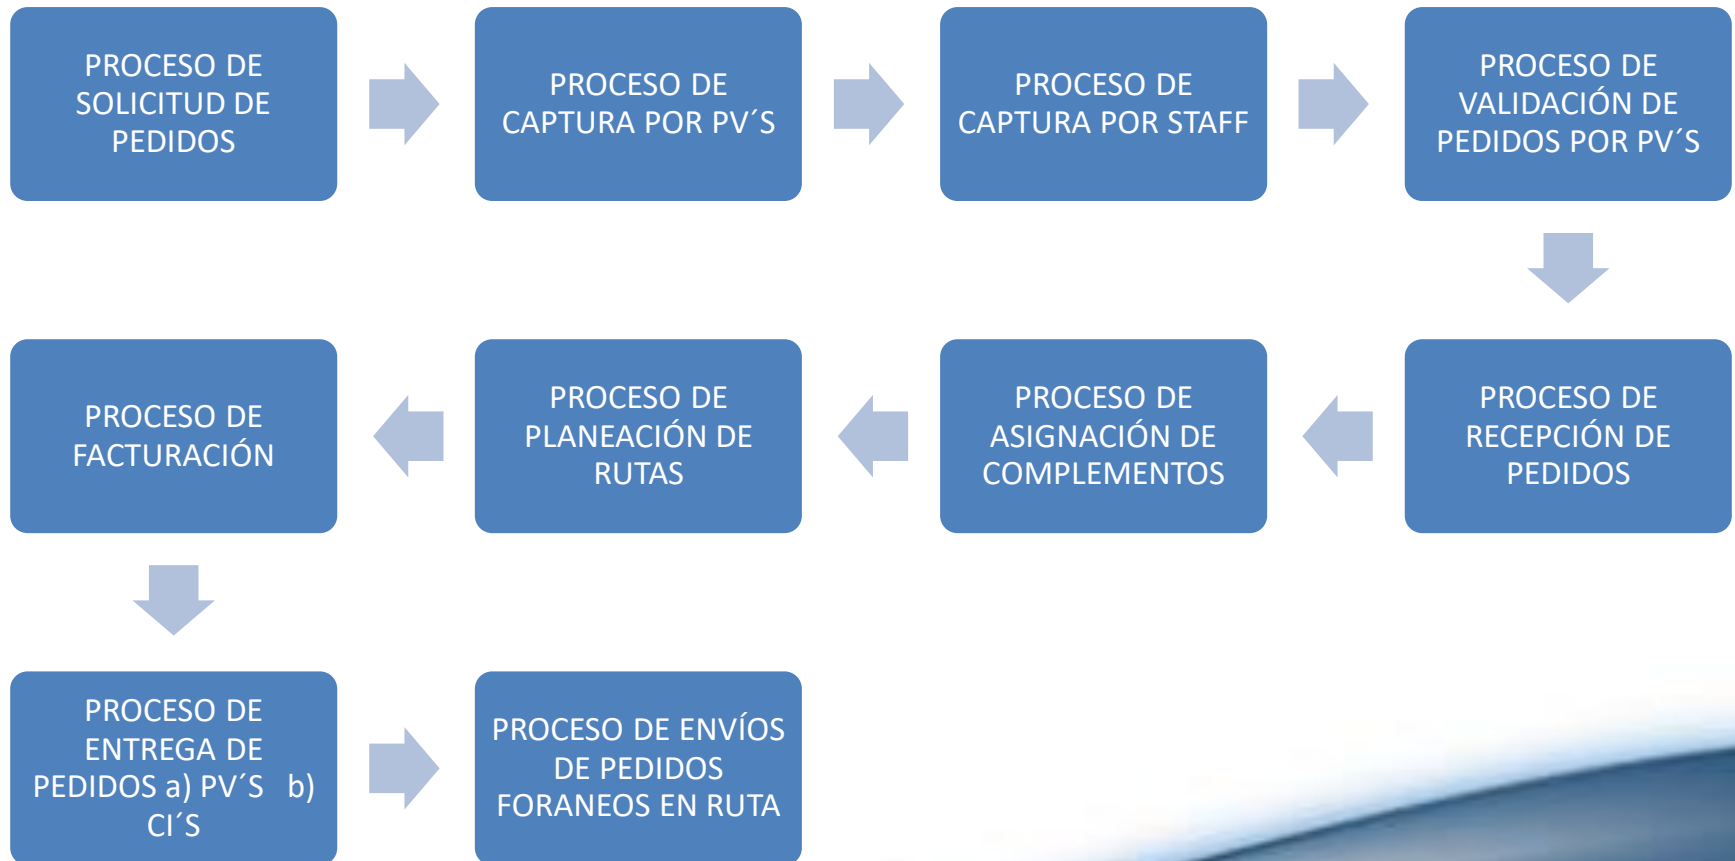 PROCESO DE
SOLICITUD DE
PEDIDOS
PROCESO DE
CAPTURA POR PV´S
PROCESO DE
CAPTURA POR STAFF
PROCESO DE
VALIDACIÓN DE
PEDIDOS POR PV´S
PROCESO DE
RECEPCIÓN DE
PEDIDOS
PROCESO DE
ASIGNACIÓN DE
COMPLEMENTOS
PROCESO DE
PLANEACIÓN DE
RUTAS
PROCESO DE
FACTURACIÓN
PROCESO DE
ENTREGA DE
PEDIDOS a) PV´S b)
CI´S
PROCESO DE ENVÍOS
DE PEDIDOS
FORANEOS EN RUTA